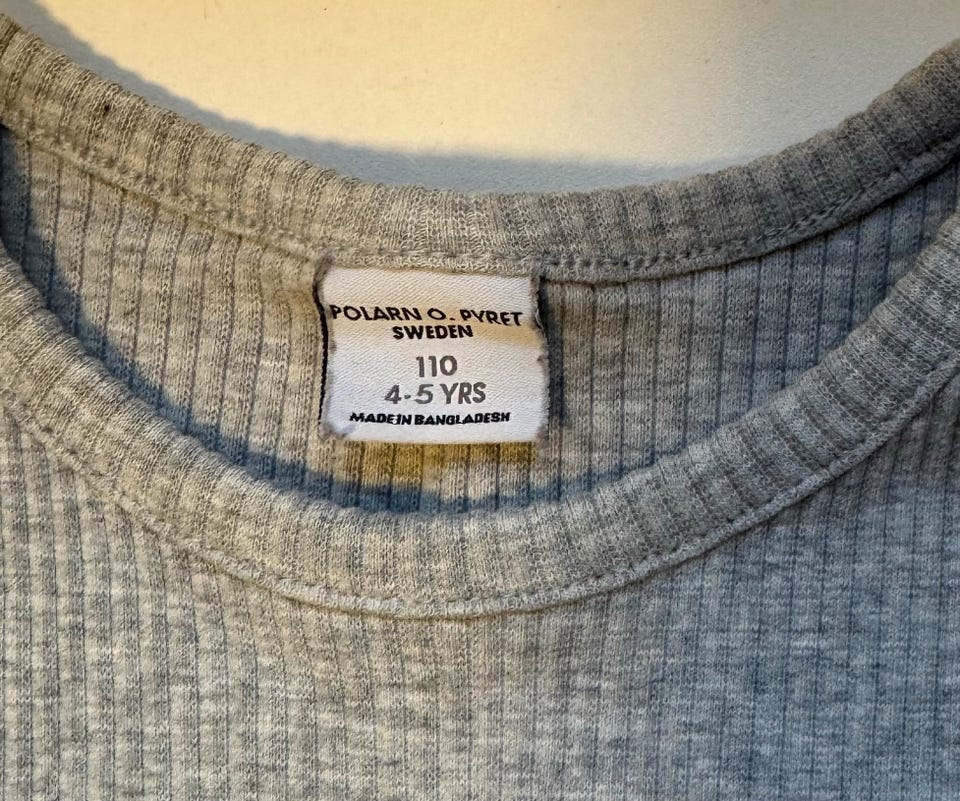 POLARN O. PYRET
SWEDEN
110
4-5 YRS
MADE IN BANGLADESH